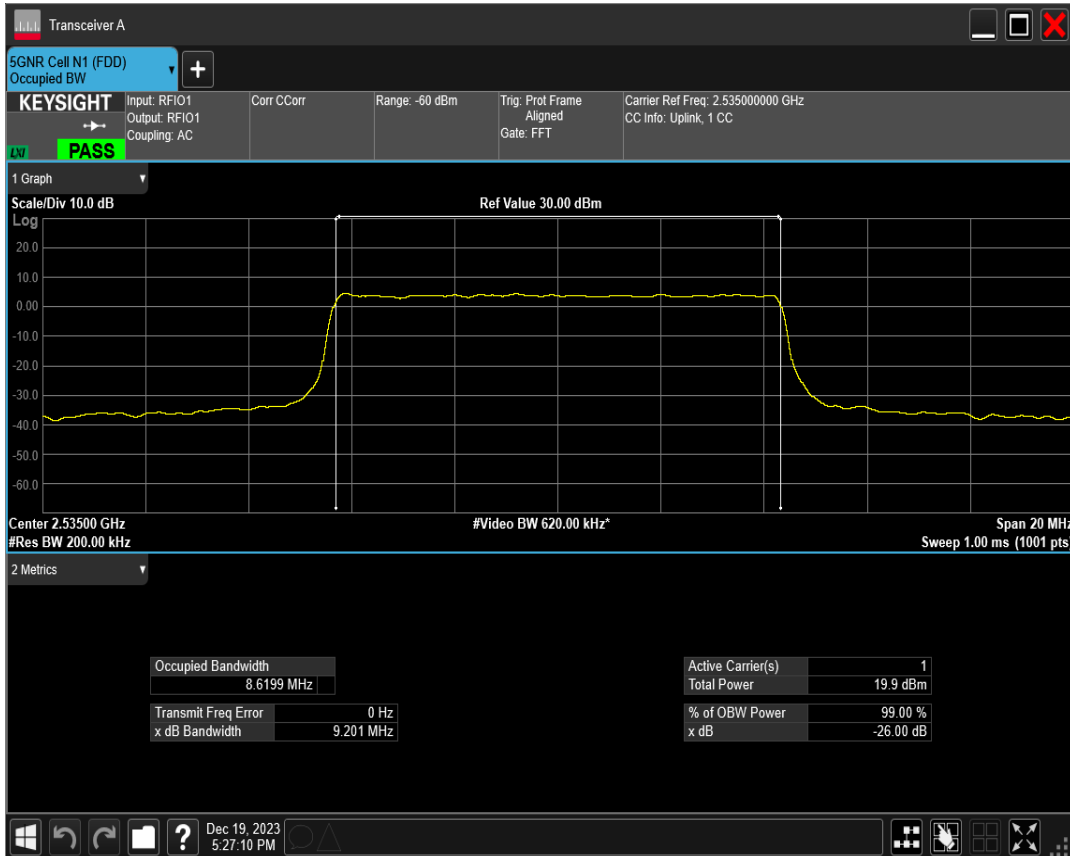 Transceiver A
5GNR Cell N1 (FDD)
Occupied BW
+
KEYSIGHT
LXI
PASS
Input: RFIO1
Output: RFIO1
Coupling: AC
Corr CCorr
Range: -60 dBm
Trig: Prot Frame
Aligned
Gate: FFT
Carrier Ref Freq: 2.535000000 GHz
CC Info: Uplink, 1 CC
1 Graph
Scale/Div 10.0 dB
Ref Value 30.00 dBm
Log
20.0
10.0
0.00
-10.0
-20.0
-30.0
-40.0
-50.0
-60.0
Center 2.53500 GHz
#Video BW 620.00 kHz*
Span 20 MHz
#Res BW 200.00 kHz
Sweep 1.00 ms (1001 pts)
2 Metrics
Occupied Bandwidth
8.6199 MHz
Transmit Freq Error 0 Hz
x dB Bandwidth 9.201 MHz
Active Carrier(s) 1
Total Power 19.9 dBm
% of OBW Power 99.00 %
x dB -26.00 dB
?
Dec 19, 2023
5:27:10 PM